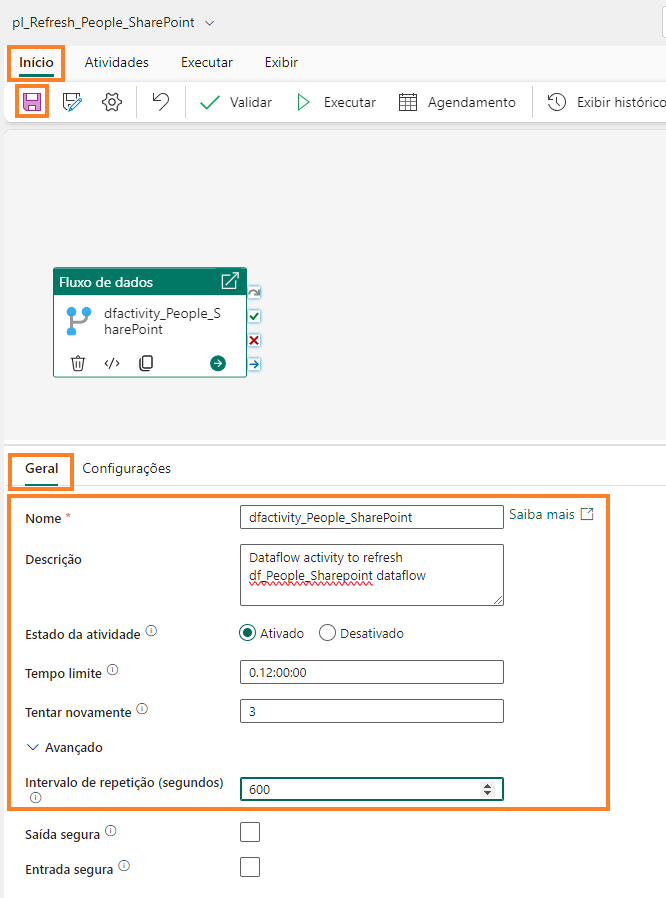 pl_Refresh_People_SharePoint
Início Atividades Executar Exibir
Validar Executar Agendamento Exibir histórico
Fluxo de dados
dfactivity_People_S
harePoint
Geral Configurações
Nome * dfactivity_People_SharePoint Saiba mais
Descrição Dataflow activity to refresh
df_People_Sharepoint dataflow
Estado da atividade Ativado Desativado
Tempo limite 0.12:00:00
Tentar novamente 3
Avançado
Intervalo de repetição (segundos) 600
Saída segura
Entrada segura